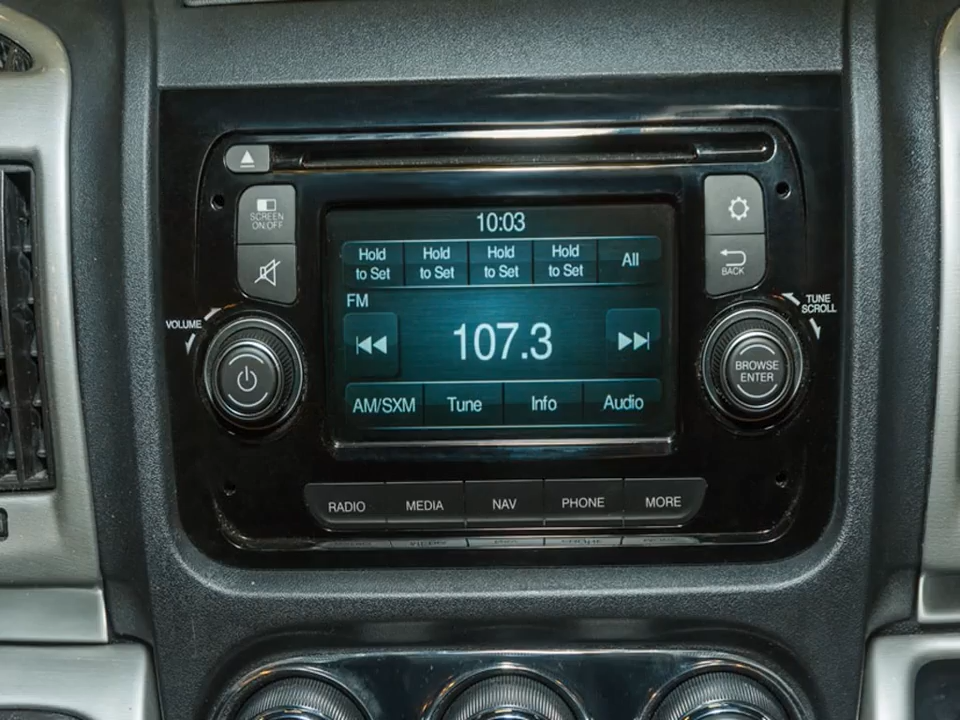 SCREEN
ON/OFF
VOLUME
10:03
Hold
to Set
Hold
to Set
Hold
to Set
Hold
to Set
All
FM
107.3
AM/SXM Tune Info Audio
BACK
TUNE
SCROLL
BROWSE
ENTER
RADIO MEDIA NAV PHONE MORE